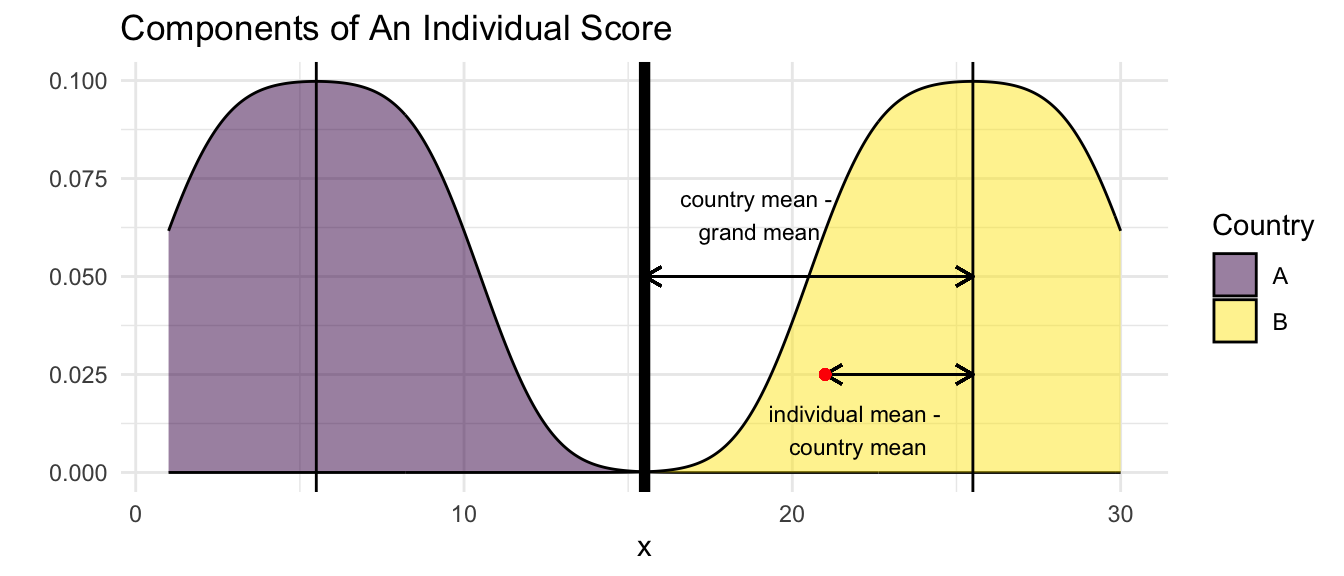 Components of An Individual Score
0.100
0.075
0.050
0.025
0.000
country mean -
grand mean
individual mean -
country mean
0
10
20
30
x
Country
A
B